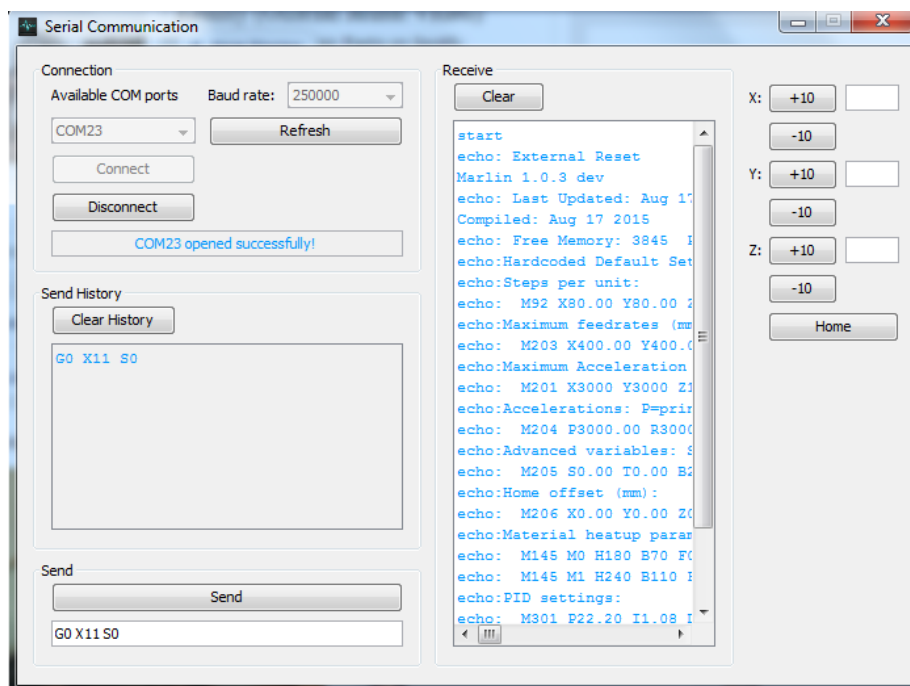 Serial Communication
Connection
Available COM ports
Baud rate:
250000
COM23
Refresh
Connect
Disconnect
COM23 opened successfully!
Send History
Clear History
G0 X11 S0
Send
Send
G0 X11 S0
Receive
Clear
start
echo: External Reset
Marlin 1.0.3 dev
echo: Last Updated: Aug 17
Compiled: Aug 17 2015
echo: Free Memory: 3845
echo:Hardcoded Default Set
echo:Steps per unit:
echo:  M92 X80.00 Y80.00
echo:Maximum feedrates (mm
echo:  M203 X400.00 Y400.0
echo:Maximum Acceleration
echo:  M201 X3000 Y3000 Z1
echo:Accelerations: P=prin
echo:  M204 P3000.00 R3000
echo:Advanced variables: S
echo:  M205 S0.00 T0.00 B2
echo:Home offset (mm):
echo:  M206 X0.00 Y0.00 Z0
echo:Material heatup param
echo:  M145 M0 H180 B70 F0
echo:  M145 M1 H240 B110
echo:PID settings:
echo:  M301 P22.20 I1.08
X:
+10
-10
Y:
+10
-10
Z:
+10
-10
Home